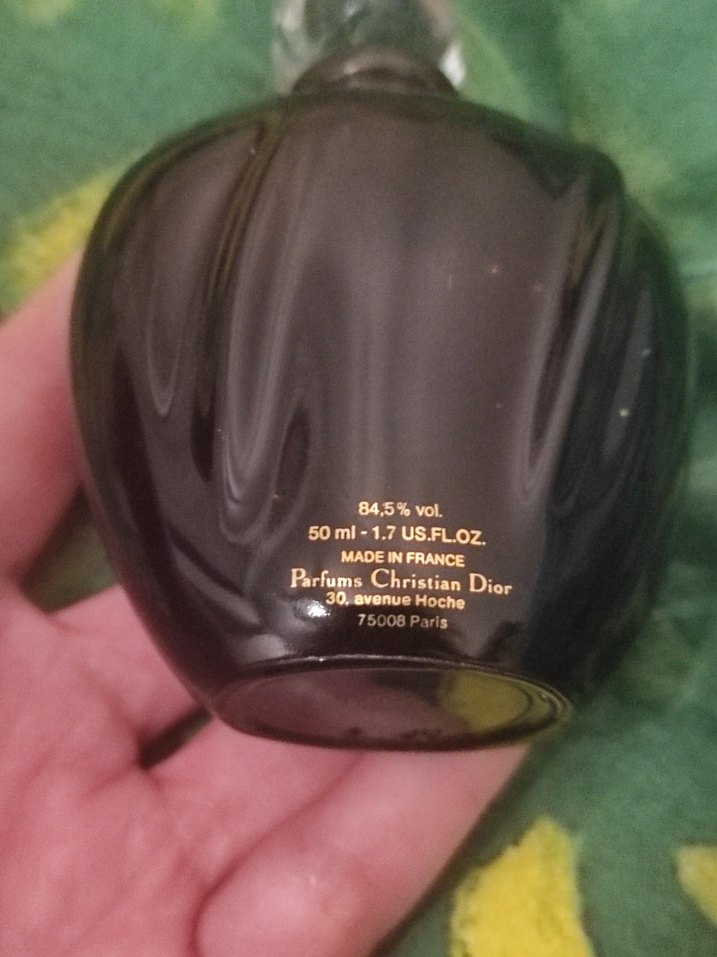 84,5% vol.
50 ml - 1.7 US.FL.OZ.
MADE IN FRANCE
Parfums Christian Dior
30, avenue Hoche
75008 Paris